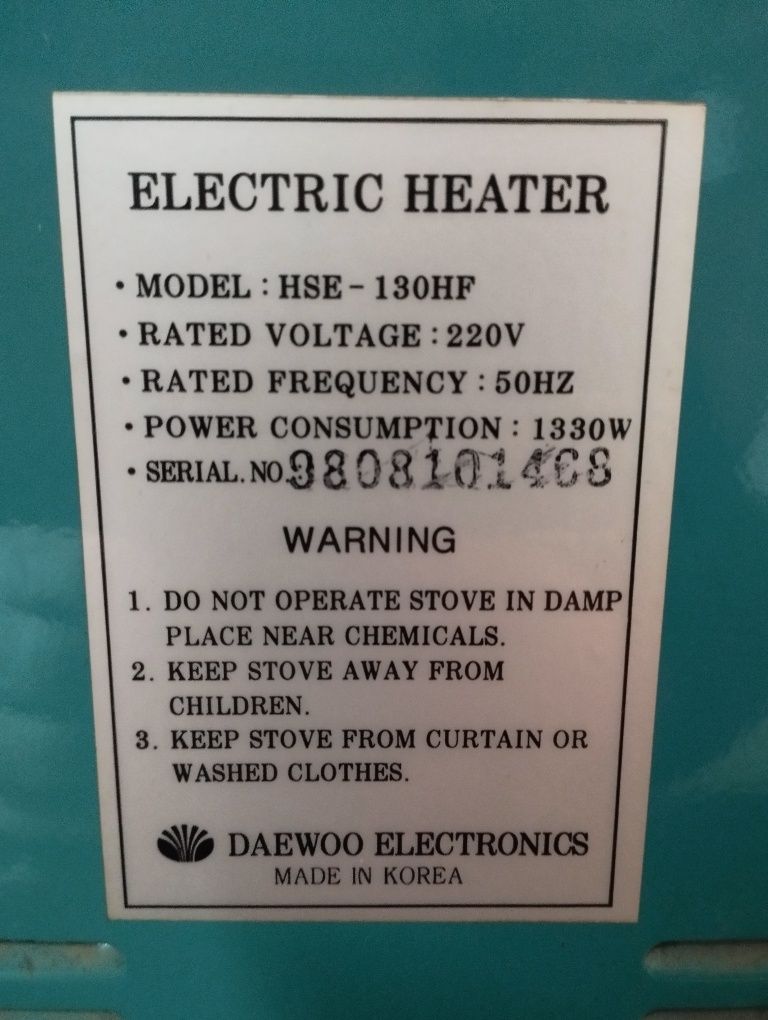 ELECTRIC HEATER
• MODEL : HSE - 130HF
• RATED VOLTAGE : 220V
• RATED FREQUENCY : 50HZ
• POWER CONSUMPTION : 1330W
• SERIAL. NO.
WARNING
1. DO NOT OPERATE STOVE IN DAMP
PLACE NEAR CHEMICALS.
2. KEEP STOVE AWAY FROM
CHILDREN.
3. KEEP STOVE FROM CURTAIN OR
WASHED CLOTHES.
DAEWOO ELECTRONICS
MADE IN KOREA